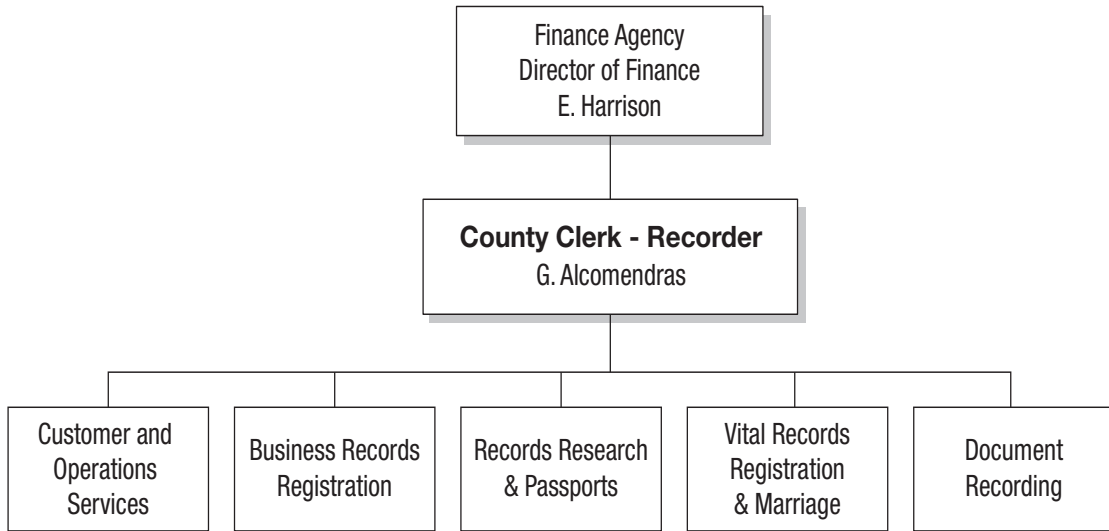 Finance Agency
Director of Finance
E. Harrison
County Clerk - Recorder
G. Alcomendras
Customer and
Operations
Services
Business Records
Registration
Records Research
& Passports
Vital Records
Registration
& Marriage
Document
Recording